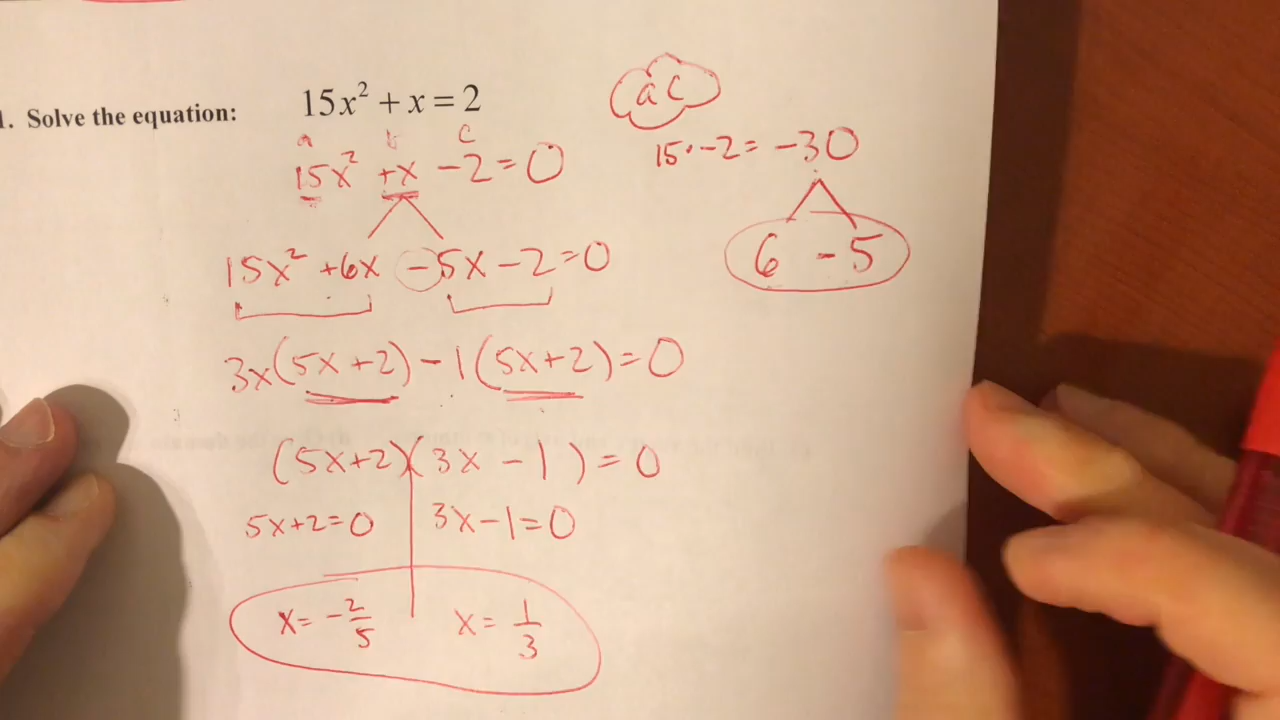 1. Solve the equation: 15x² + x = 2
a b c
15x² +x -2=0
15x² +6x -5x-2=0
3x(5x+2)-1(5x+2)=0
(5x+2)(3x-1)=0
5x+2=0 3x-1=0
x=-2/5 x=1/3
ac
15·-2=-30
6 -5